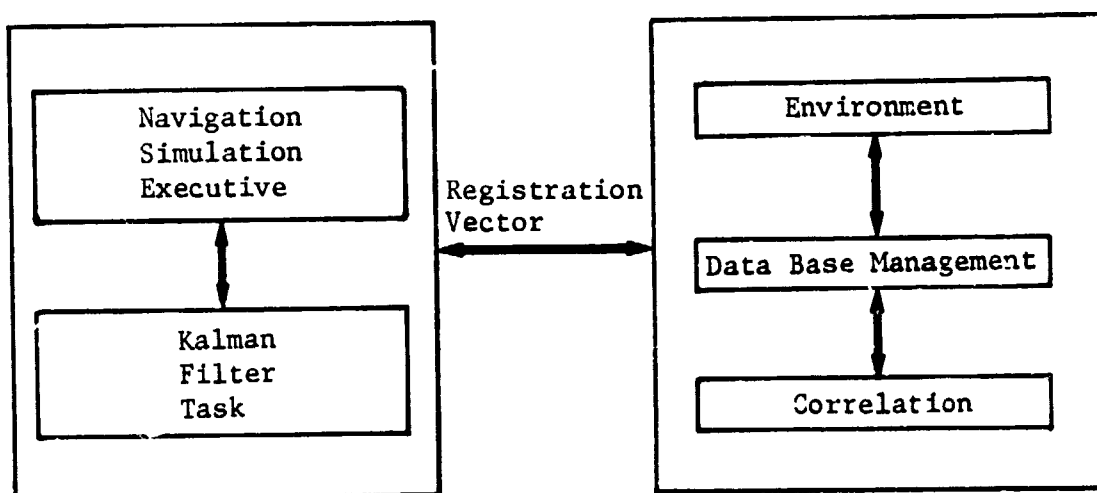 Navigation
Simulation
Executive
Kalman
Filter
Task
Registration
Vector
Environment
Data Base Management
Correlation